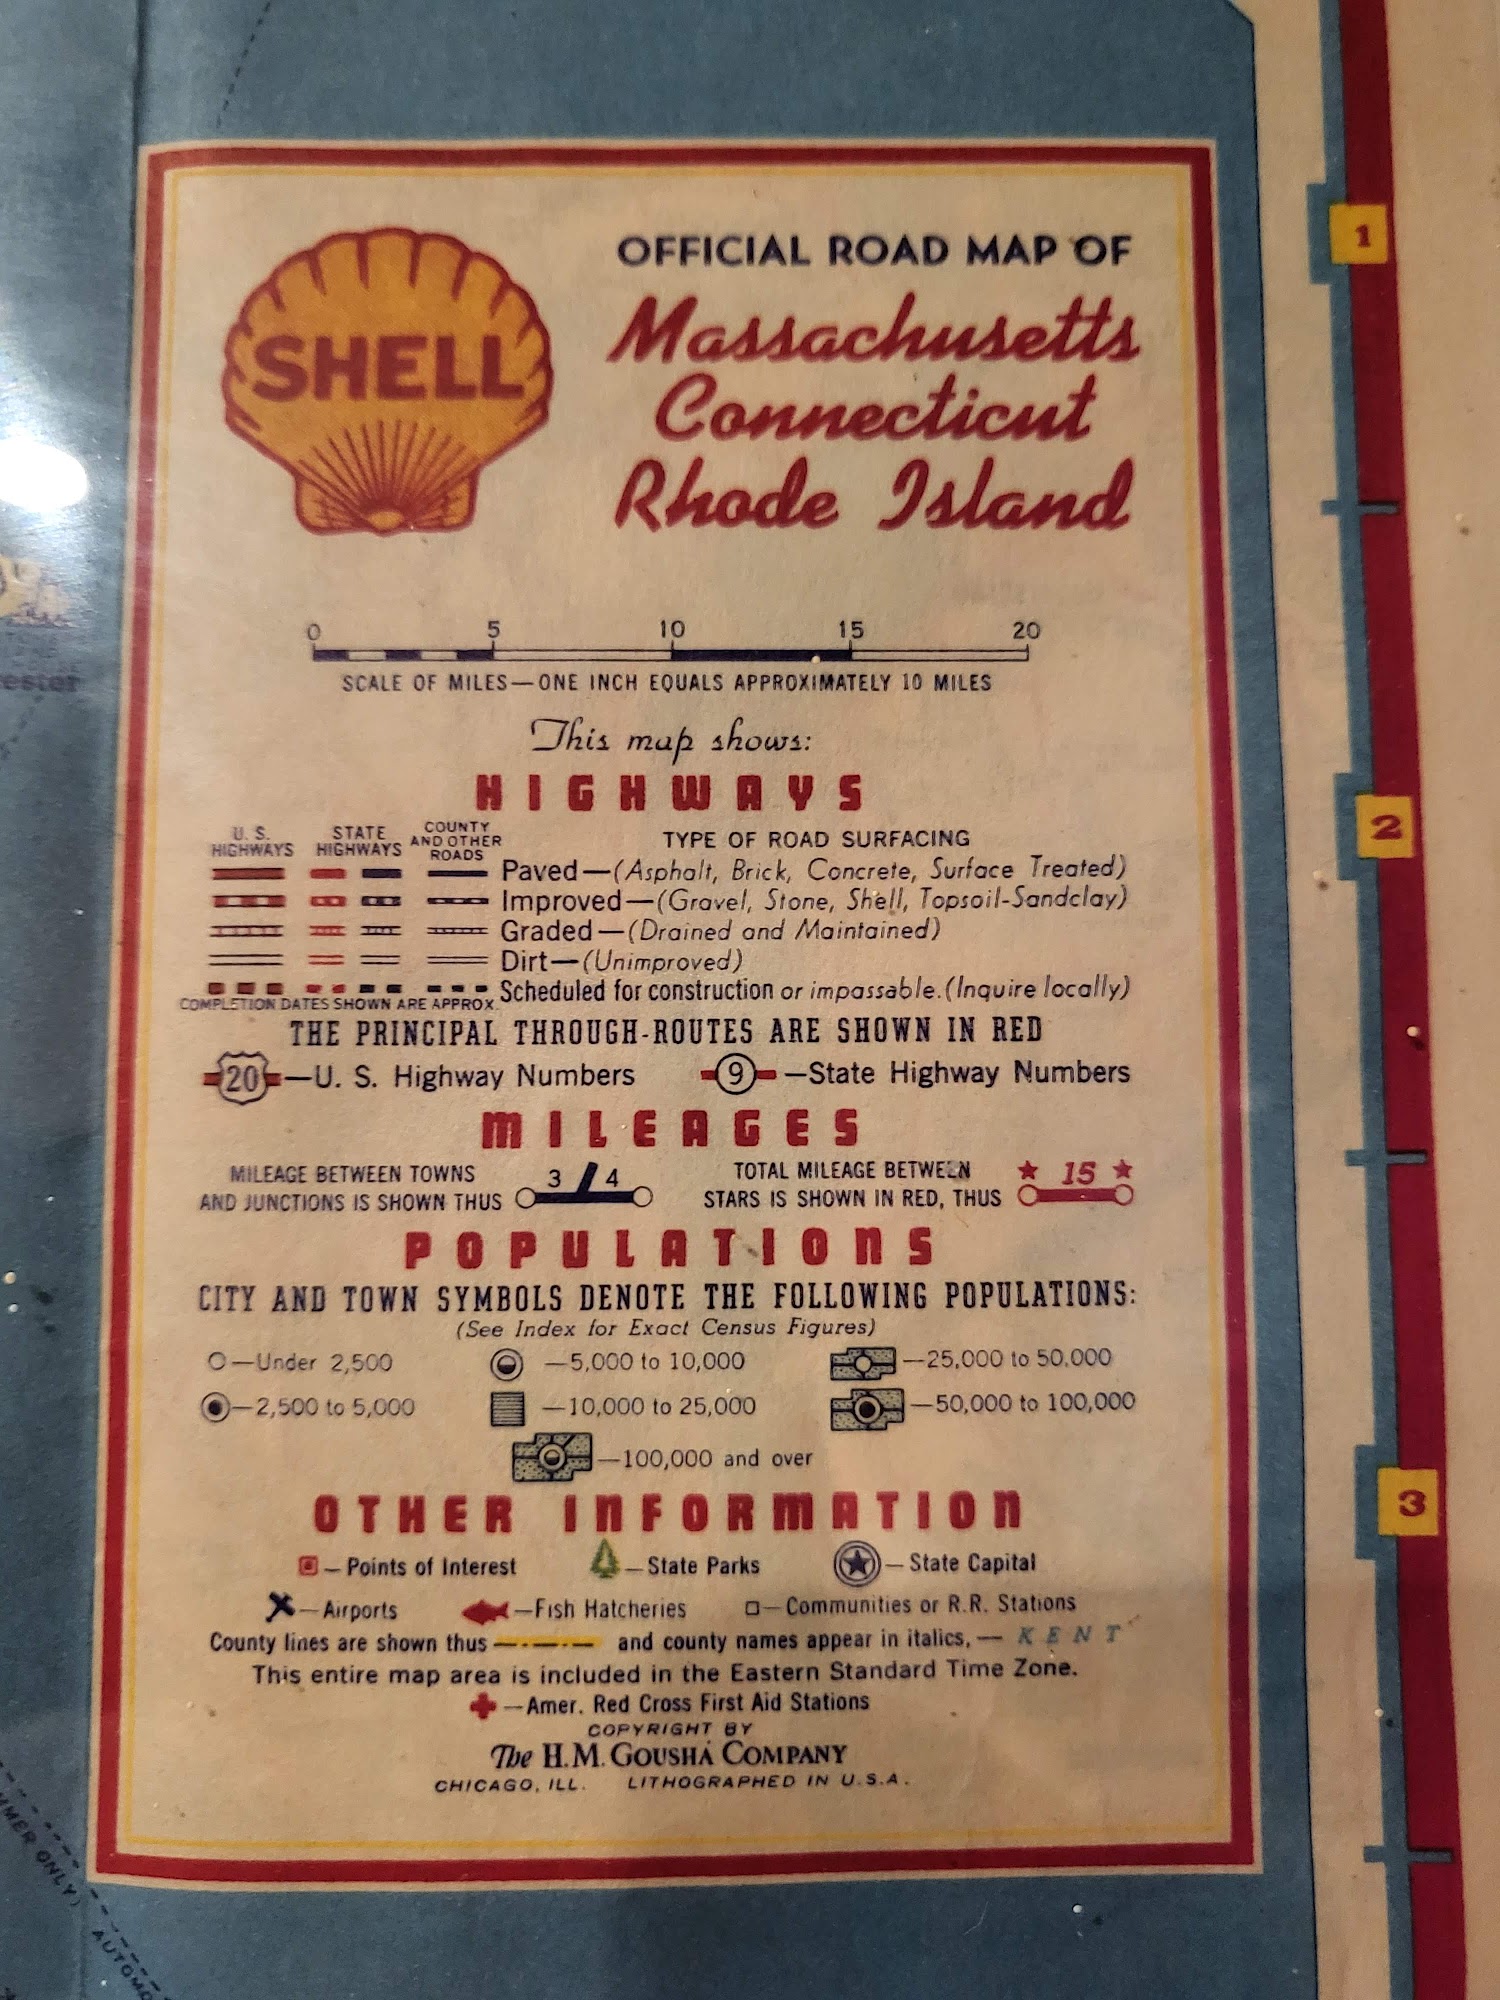 SHELL
OFFICIAL ROAD MAP OF
Massachusetts
Connecticut
Rhode Island
0 5 10 15 20
SCALE OF MILES—ONE INCH EQUALS APPROXIMATELY 10 MILES
This map shows:
HIGHWAYS
U. S. HIGHWAYS
STATE HIGHWAYS
COUNTY AND OTHER ROADS
TYPE OF ROAD SURFACING
Paved—(Asphalt, Brick, Concrete, Surface Treated)
Improved—(Gravel, Stone, Shell, Topsoil-Sandclay)
Graded—(Drained and Maintained)
Dirt—(Unimproved)
Scheduled for construction or impassable. (Inquire locally)
COMPLETION DATES SHOWN ARE APPROX.
THE PRINCIPAL THROUGH-ROUTES ARE SHOWN IN RED
20 —U. S. Highway Numbers 9 —State Highway Numbers
MILEAGES
MILEAGE BETWEEN TOWNS
AND JUNCTIONS IS SHOWN THUS 3 4
TOTAL MILEAGE BETWEEN
STARS IS SHOWN IN RED, THUS 15
POPULATIONS
CITY AND TOWN SYMBOLS DENOTE THE FOLLOWING POPULATIONS:
(See Index for Exact Census Figures)
—Under 2,500 —5,000 to 10,000 —25,000 to 50,000
—2,500 to 5,000 —10,000 to 25,000 —50,000 to 100,000
—100,000 and over
OTHER INFORMATION
—Points of Interest —State Parks —State Capital
—Airports —Fish Hatcheries —Communities or R.R. Stations
County lines are shown thus and county names appear in italics, — KENT
This entire map area is included in the Eastern Standard Time Zone.
—Amer. Red Cross First Aid Stations
COPYRIGHT BY
The H.M. GOUSHÁ COMPANY
CHICAGO, ILL. LITHOGRAPHED IN U.S.A.
1
2
3
ONLY)